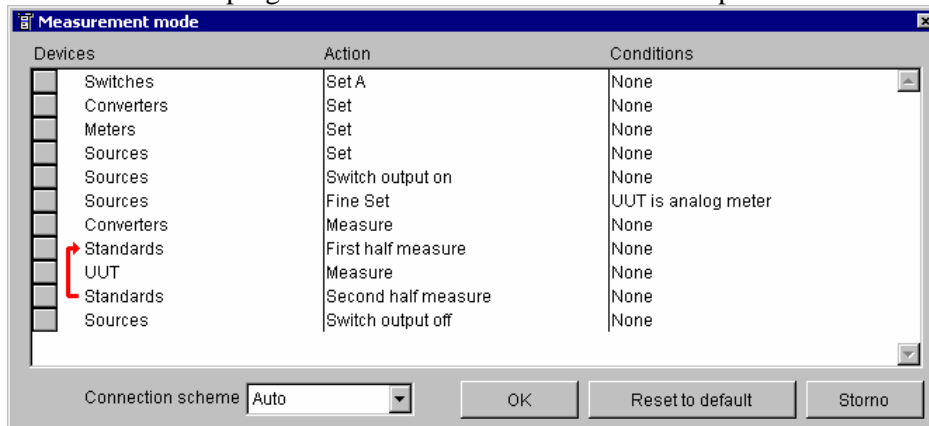 Measurement mode
Devices Action Conditions
Switches Set A None
Converters Set None
Meters Set None
Sources Set None
Sources Switch output on None
Sources Fine Set UUT is analog meter
Converters Measure None
Standards First half measure None
UUT Measure None
Standards Second half measure None
Sources Switch output off None
Connection scheme Auto OK Reset to default Storno